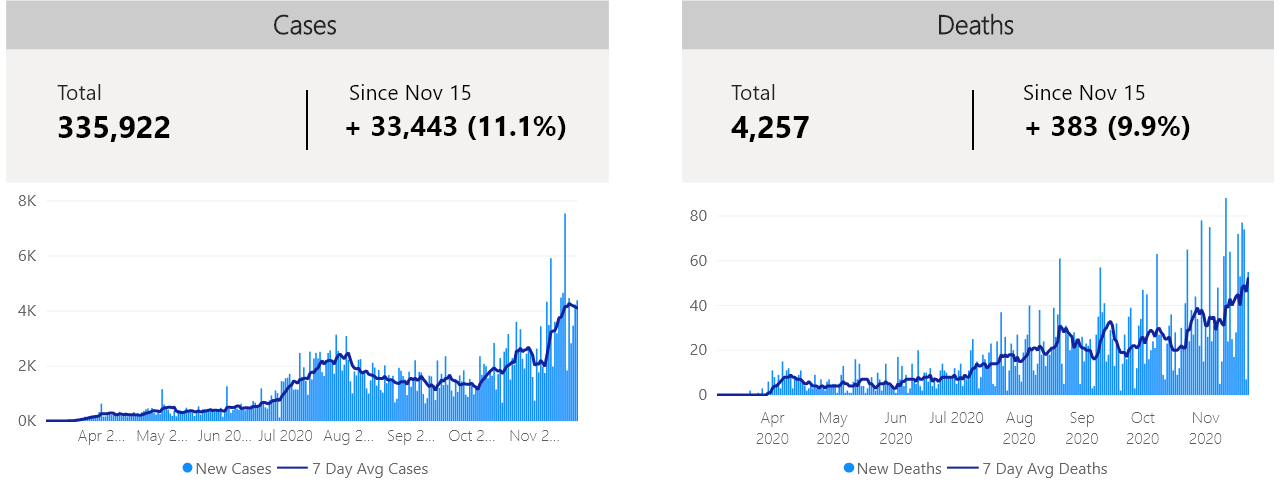 Cases
Total
335,922
Since Nov 15
+ 33,443 (11.1%)
8K
6K
4K
2K
0K
Apr 2...
May 2...
Jun 20...
Jul 2020
Aug 2...
Sep 2...
Oct 2...
Nov 2...
New Cases
7 Day Avg Cases
Deaths
Total
4,257
Since Nov 15
+ 383 (9.9%)
80
60
40
20
0
Apr
2020
May
2020
Jun
2020
Jul 2020
Aug
2020
Sep
2020
Oct
2020
Nov
2020
New Deaths
7 Day Avg Deaths